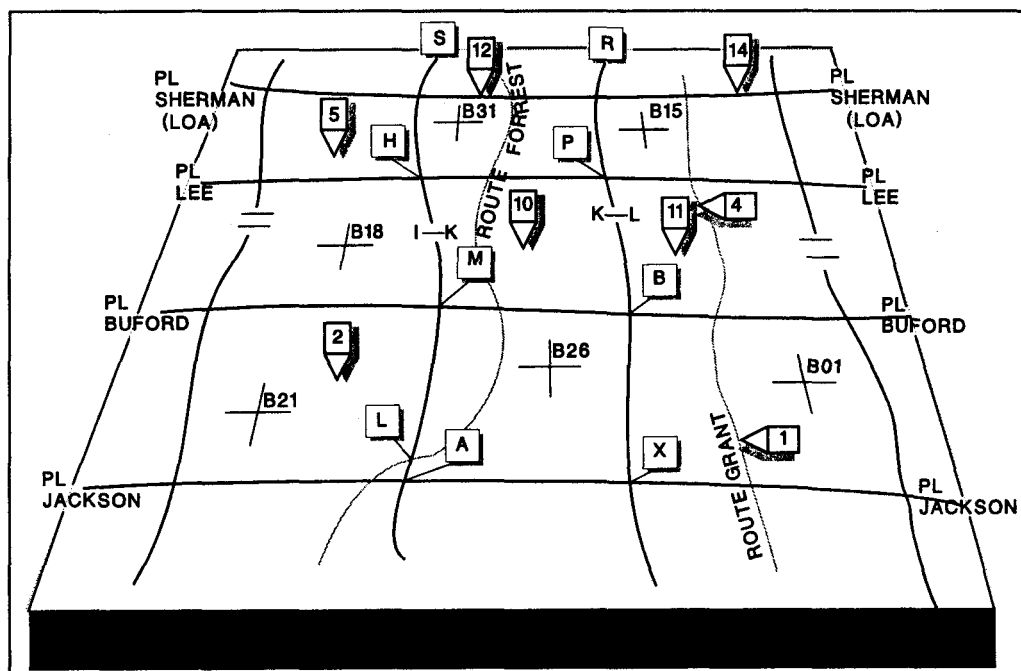 S
12
R
14
PL
SHERMAN
(LOA)
PL
SHERMAN
(LOA)
5
B31
B15
H
P
ROUTE FORREST
PL
LEE
PL
LEE
10
11
4
I—K
K—L
B18
M
B
PL
BUFORD
PL
BUFORD
2
B26
B01
B21
L
A
X
1
ROUTE GRANT
PL
JACKSON
PL
JACKSON